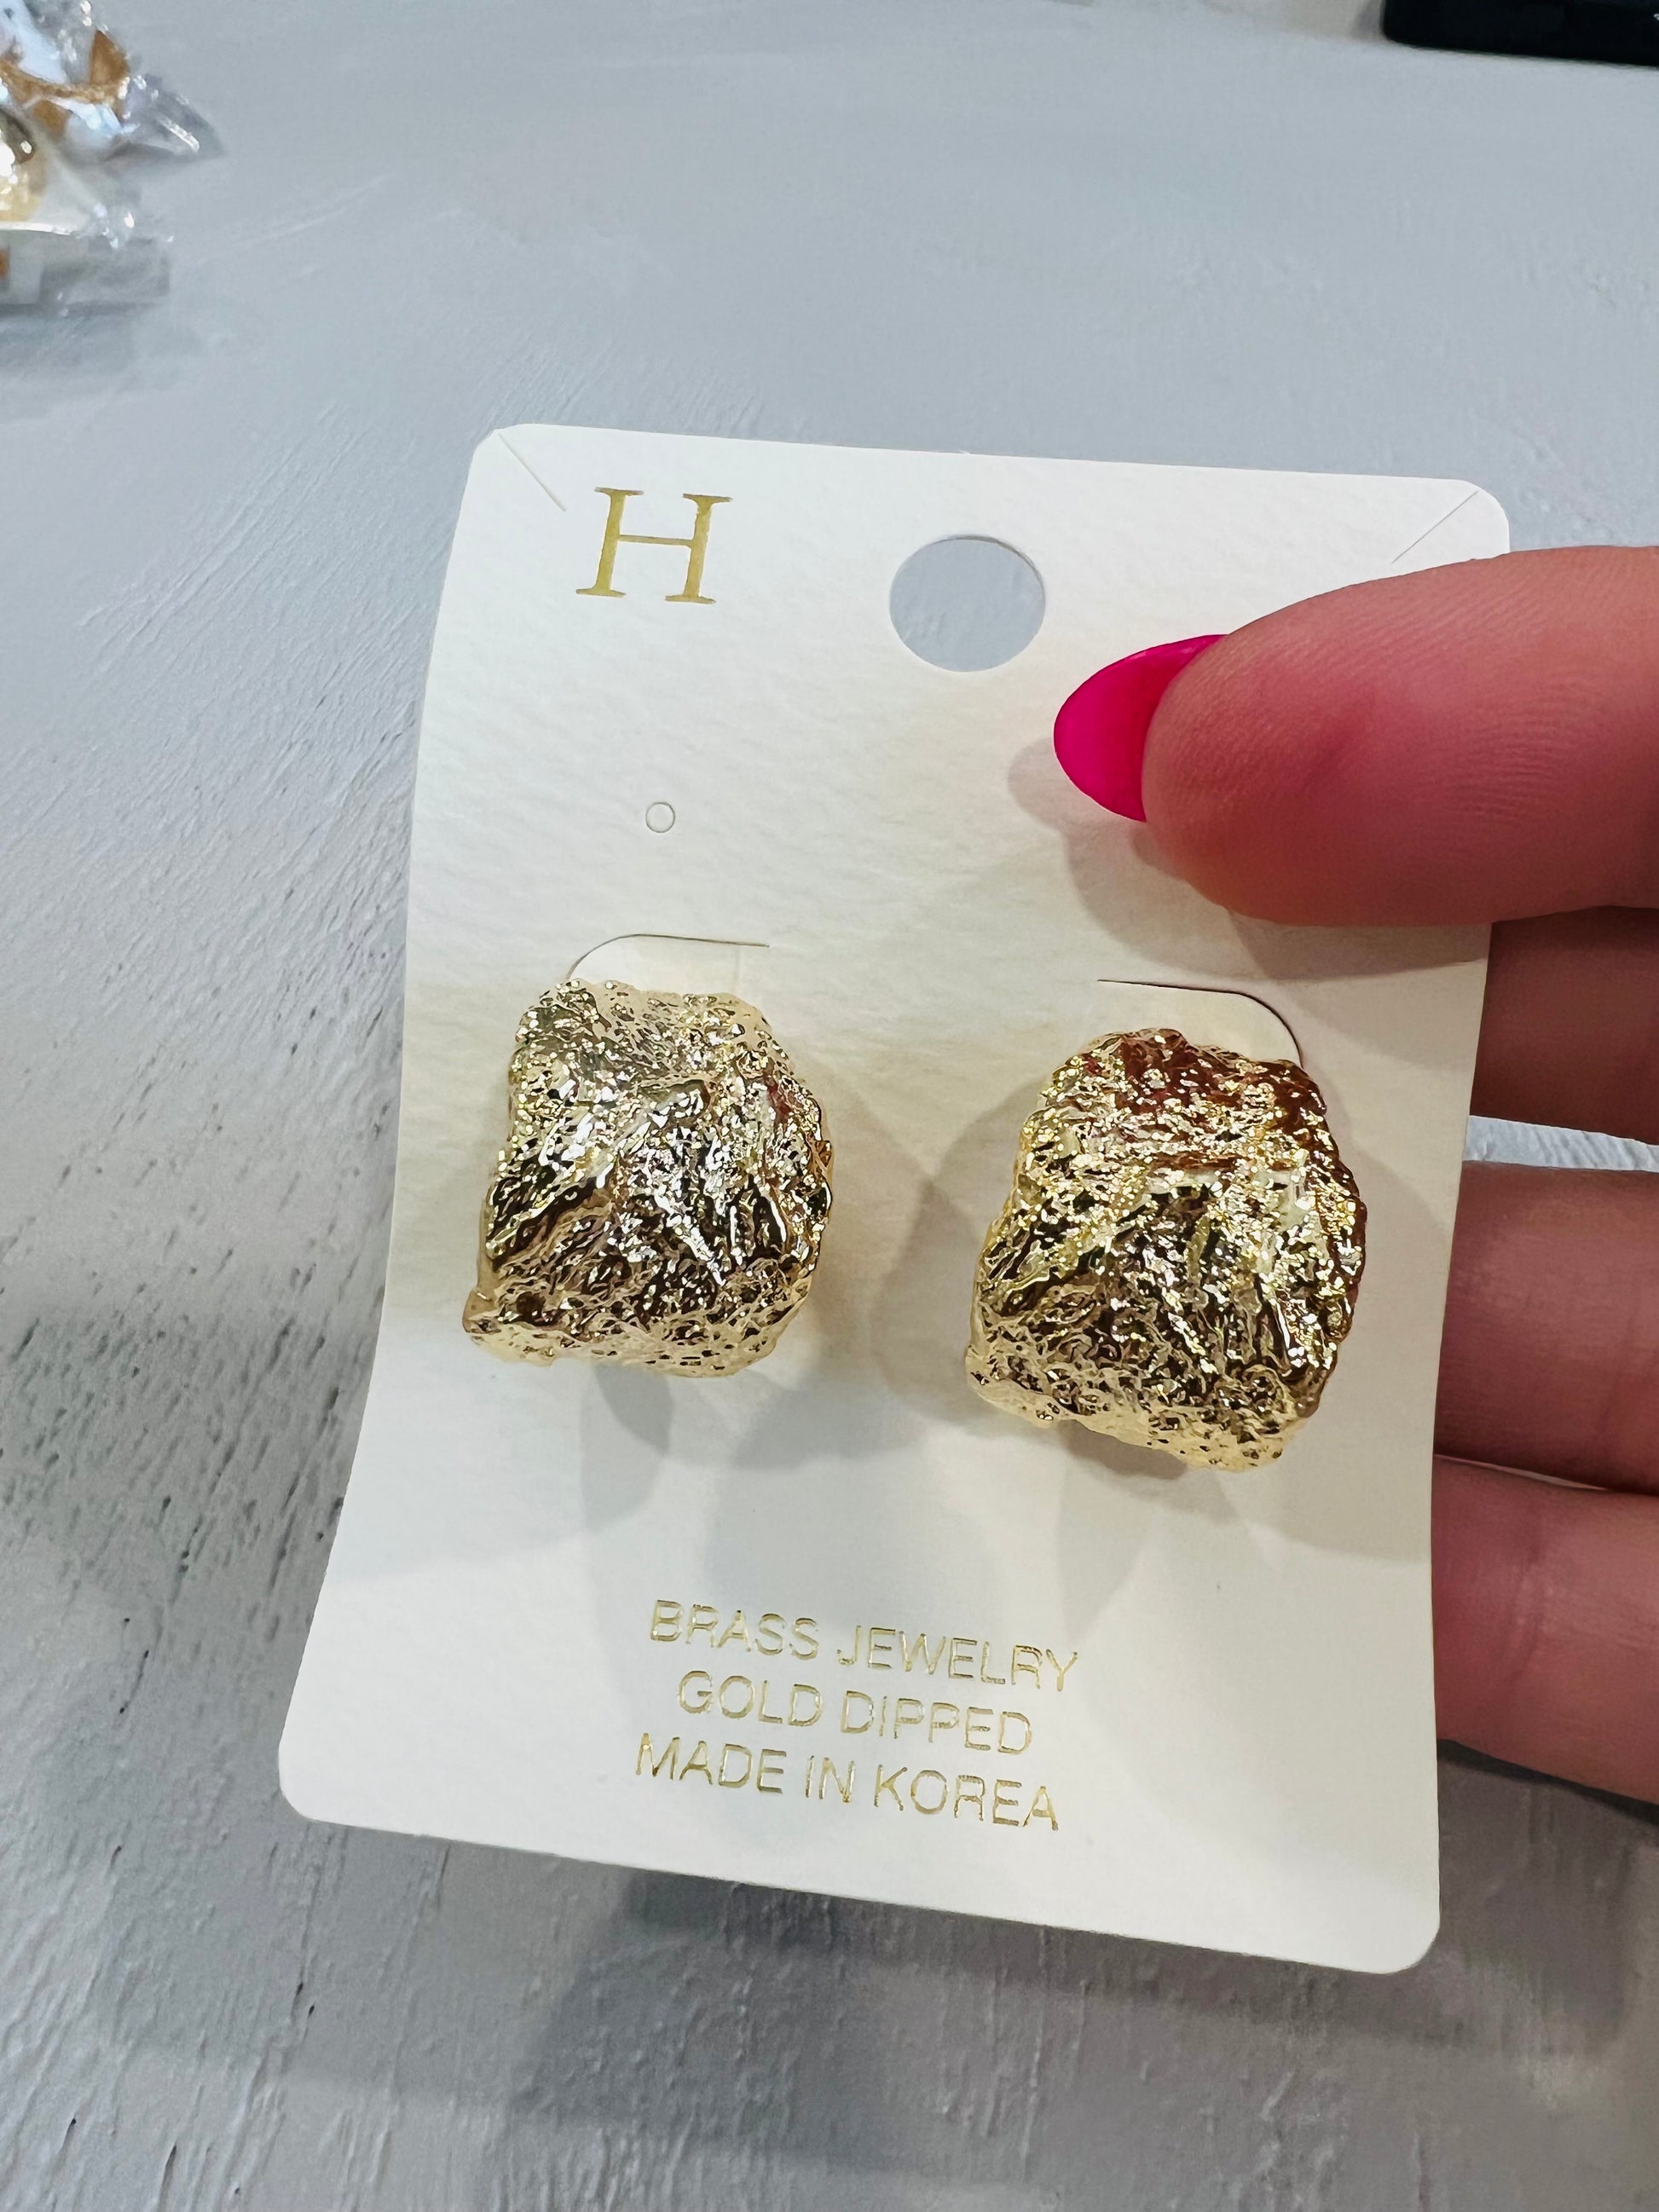 H
BRASS JEWELRY
GOLD DIPPED
MADE IN KOREA